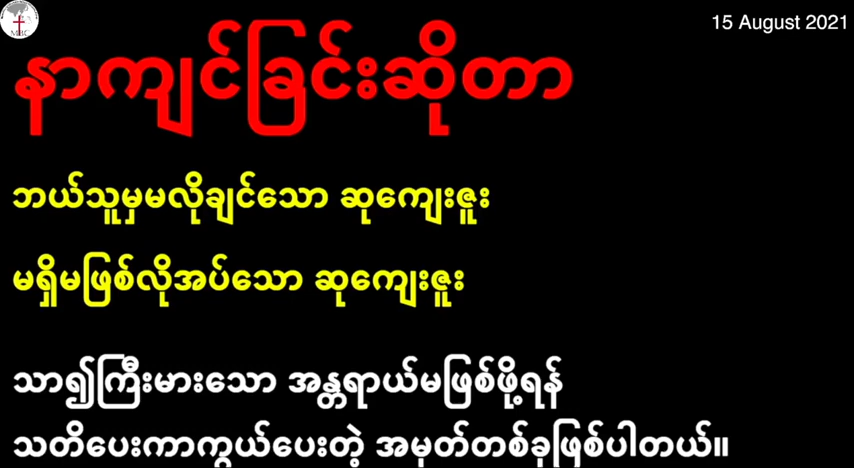 MBC
15 August 2021
နာကျင်ခြင်းဆိုတာ
ဘယ်သူမှမလိုချင်သော ဆုကျေးဇူး
မရှိမဖြစ်လိုအပ်သော ဆုကျေးဇူး
သာ၍ကြီးမားသော အန္တရာယ်မဖြစ်ဖို့ရန်
သတိပေးကာကွယ်ပေးတဲ့ အမှတ်တစ်ခုဖြစ်ပါတယ်။